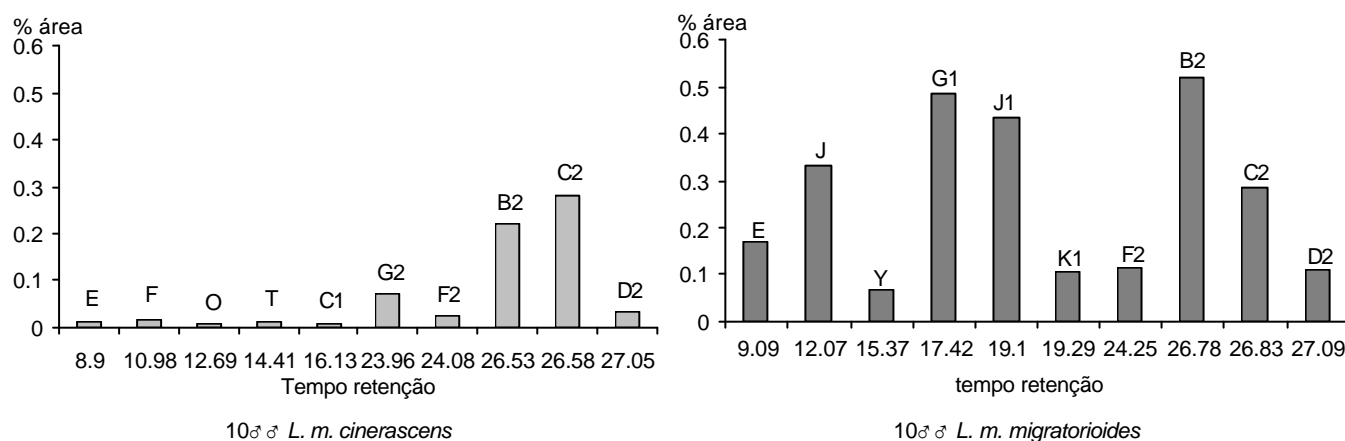 % área
0.6
0.5
0.4
0.3
0.2
0.1
0
E F O T C1 G2 F2 B2 C2 D2
8.9 10.98 12.69 14.41 16.13 23.96 24.08 26.53 26.58 27.05
Tempo retenção
10♂♂ L. m. cinerascens
% área
0.6
0.5
0.4
0.3
0.2
0.1
0
E J Y G1 J1 K1 F2 B2 C2 D2
9.09 12.07 15.37 17.42 19.1 19.29 24.25 26.78 26.83 27.09
tempo retenção
10♂♂ L. m. migratorioides